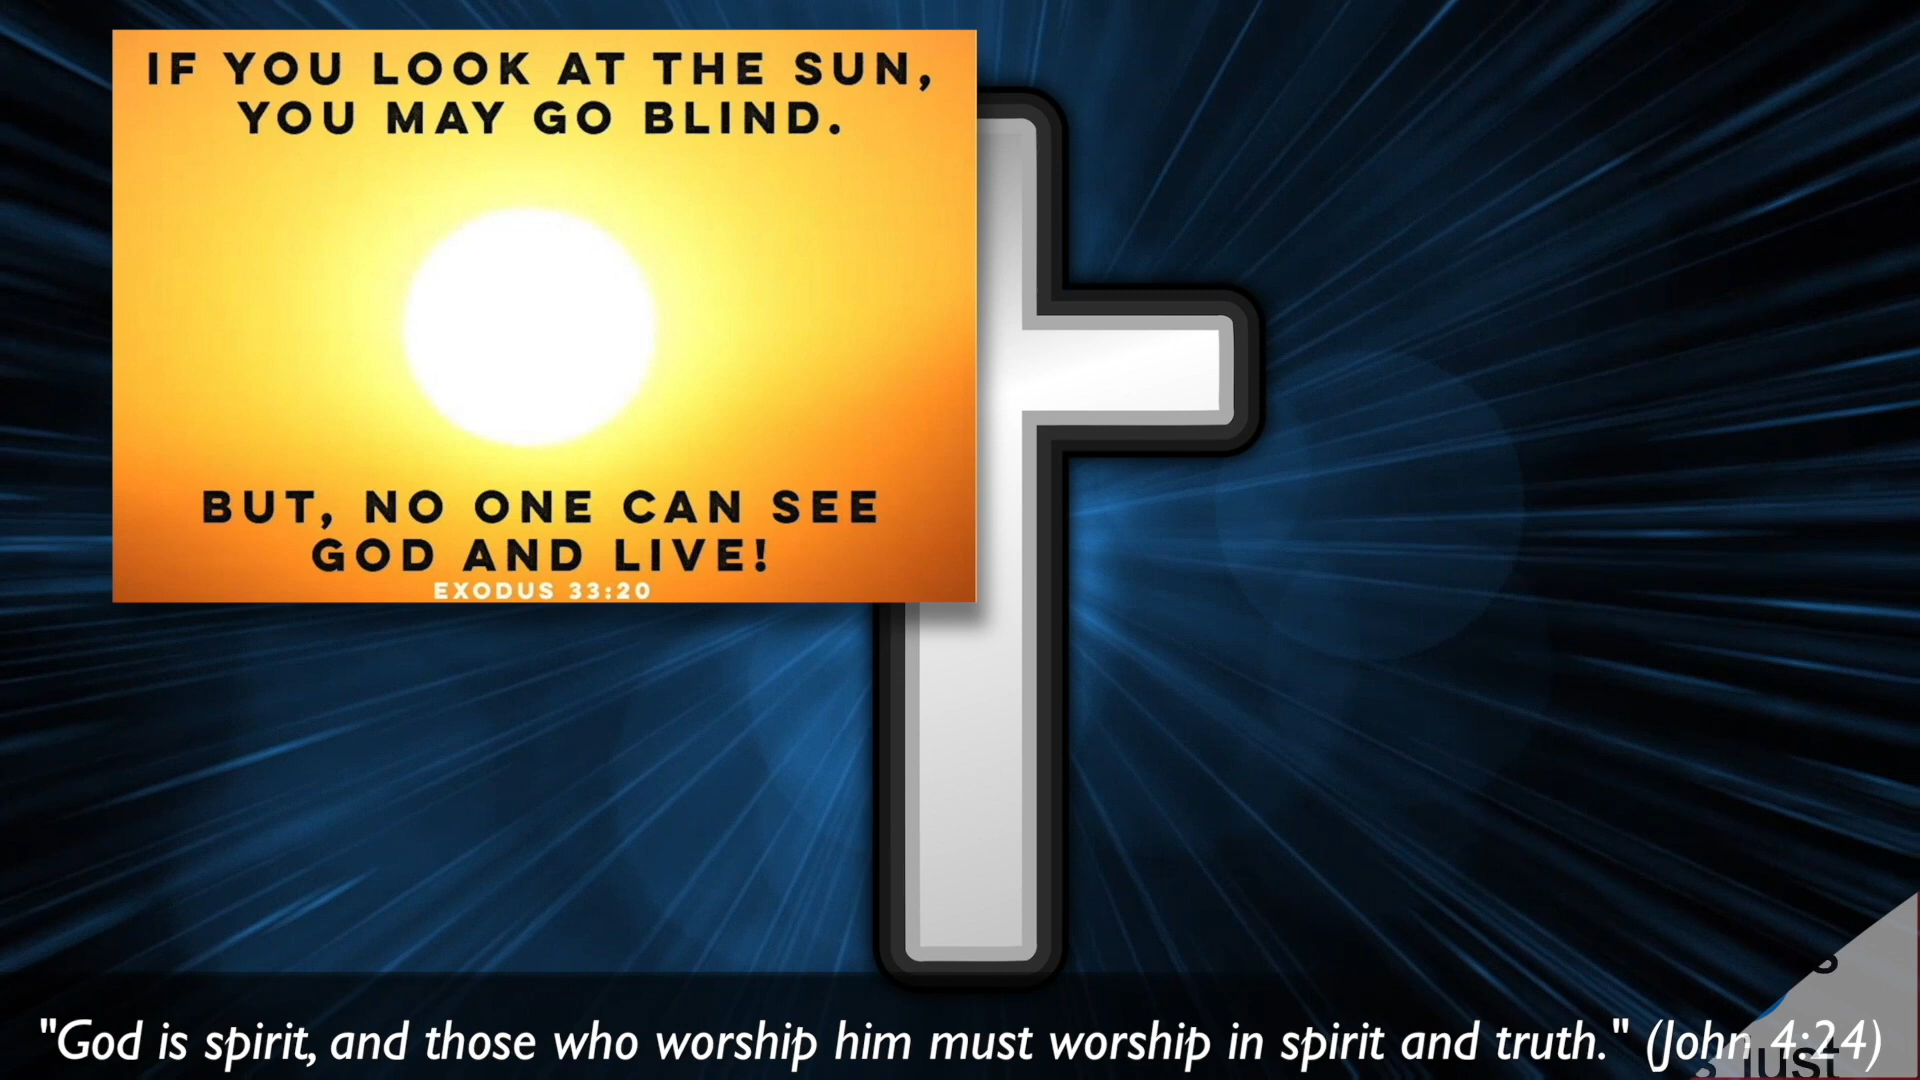 IF YOU LOOK AT THE SUN,
YOU MAY GO BLIND.
BUT, NO ONE CAN SEE
GOD AND LIVE!
EXODUS 33:20
"God is spirit, and those who worship him must worship in spirit and truth." (John 4:24)
just